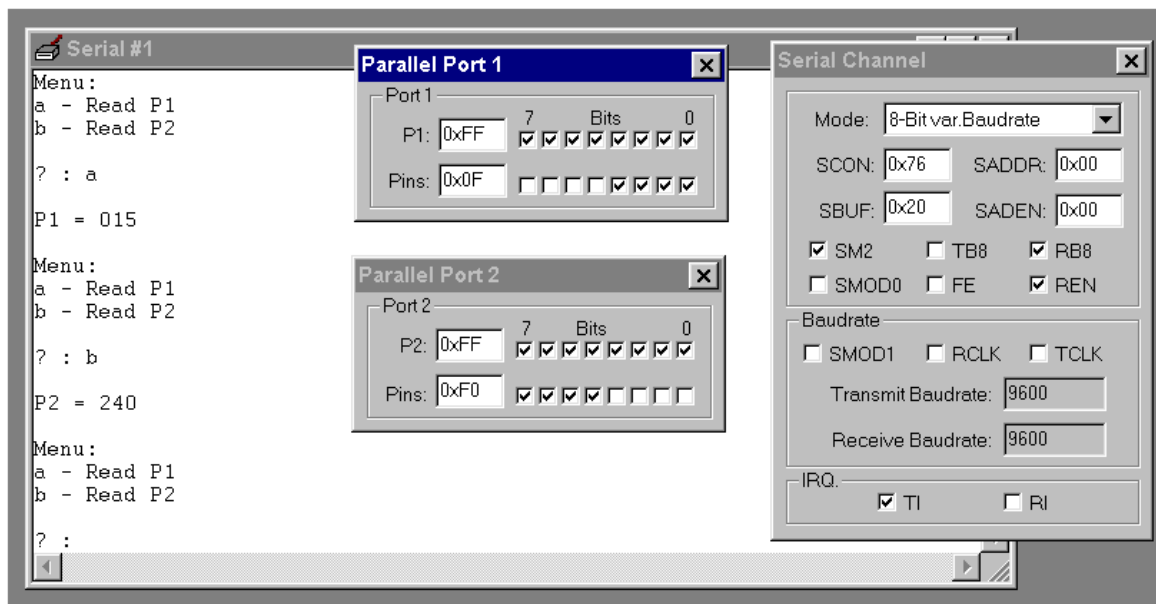 Serial #1
Menu:
a - Read P1
b - Read P2
? : a
P1 = 015
Menu:
a - Read P1
b - Read P2
? : b
P2 = 240
Menu:
a - Read P1
b - Read P2
? :
Parallel Port 1
Port 1
7 Bits 0
P1: 0xFF
Pins: 0x0F
Parallel Port 2
Port 2
7 Bits 0
P2: 0xFF
Pins: 0xF0
Serial Channel
Mode: 8-Bit var.Baudrate
SCON: 0x76 SADDR: 0x00
SBUF: 0x20 SADEN: 0x00
SM2 TB8 RB8
SMOD0 FE REN
Baudrate
SMOD1 RCLK TCLK
Transmit Baudrate: 9600
Receive Baudrate: 9600
IRQ.
TI RI